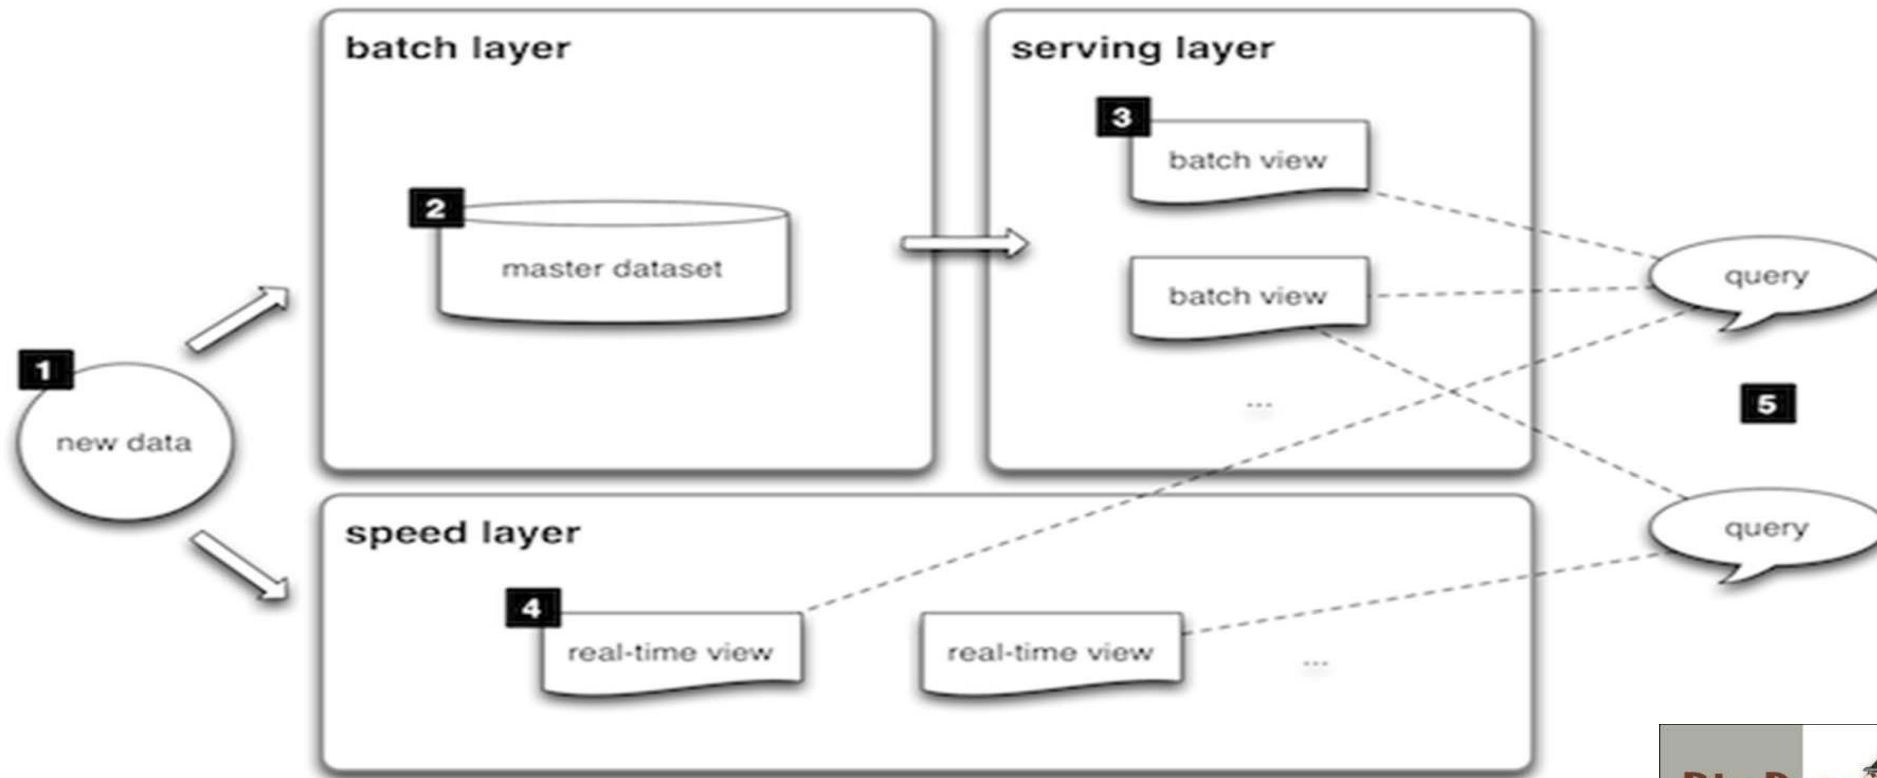 batch layer
serving layer
3
batch view
2
master dataset
batch view
query
1
new data
...
5
speed layer
query
4
real-time view
real-time view
...